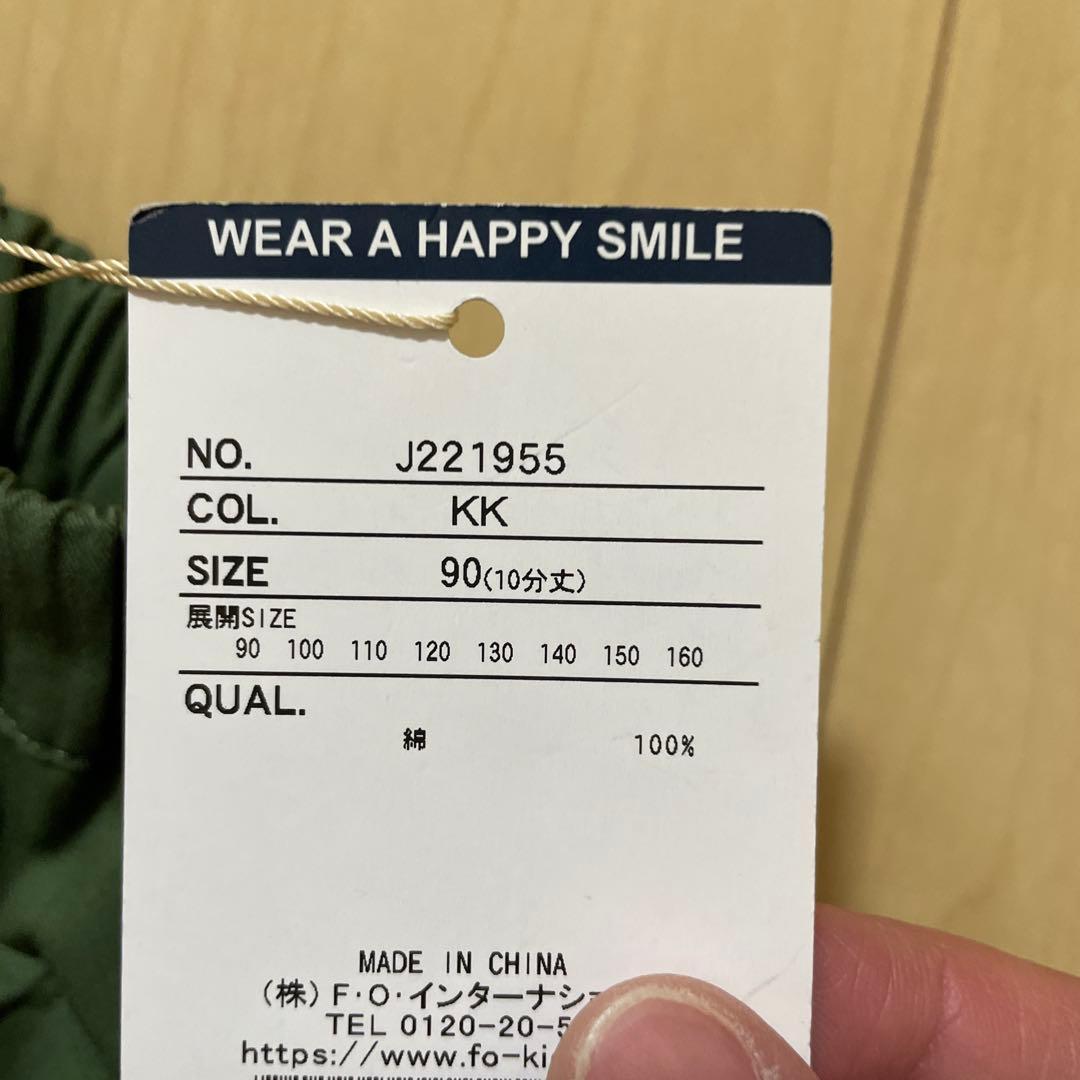 WEAR A HAPPY SMILE
NO. J221955
COL. KK
SIZE 90(10分丈)
展開SIZE
90 100 110 120 130 140 150 160
QUAL.
綿 100%
MADE IN CHINA
(株)F・O・インターナシ
TEL 0120-20-5
https://www.fo-ki